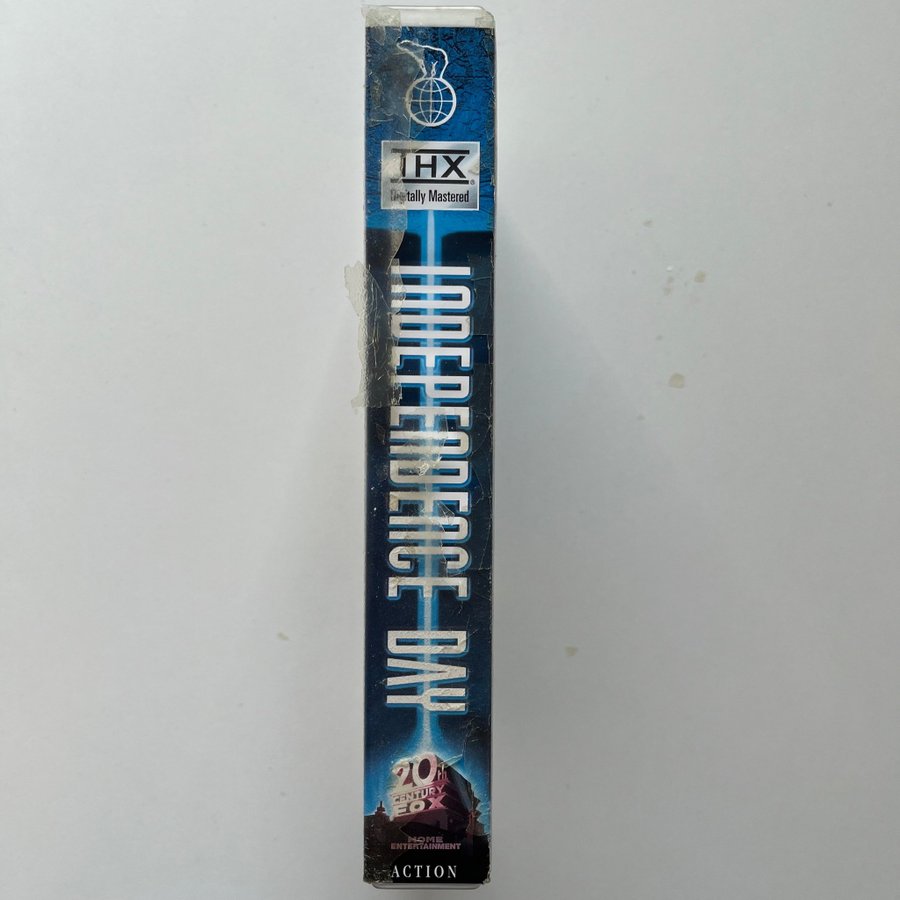 THX
Digitally Mastered
INDEPENDENCE DAY
20th
CENTURY
FOX
HOME
ENTERTAINMENT
ACTION